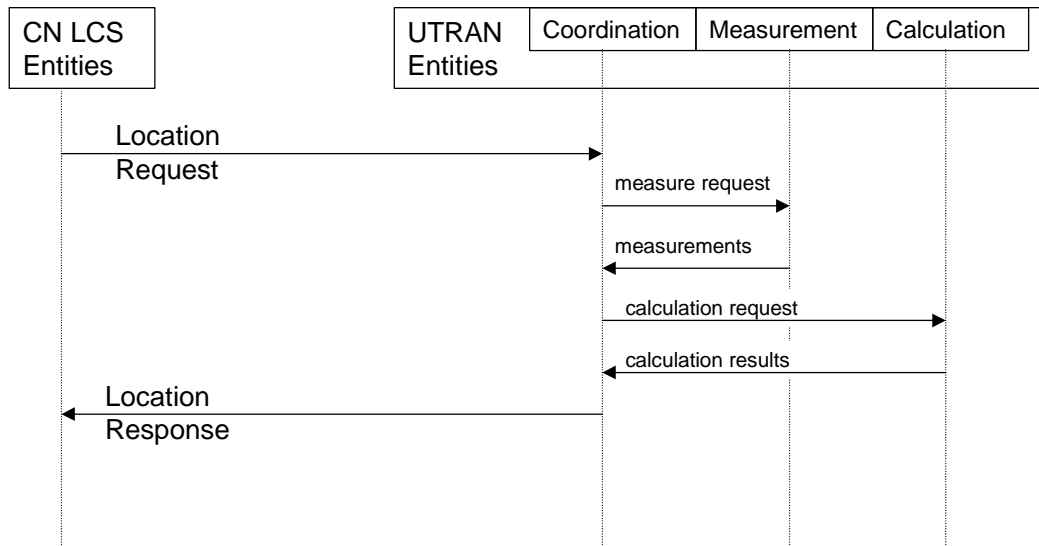 CN LCS
Entities
UTRAN
Entities
Coordination
Measurement
Calculation
Location
Request
measure request
measurements
calculation request
calculation results
Location
Response